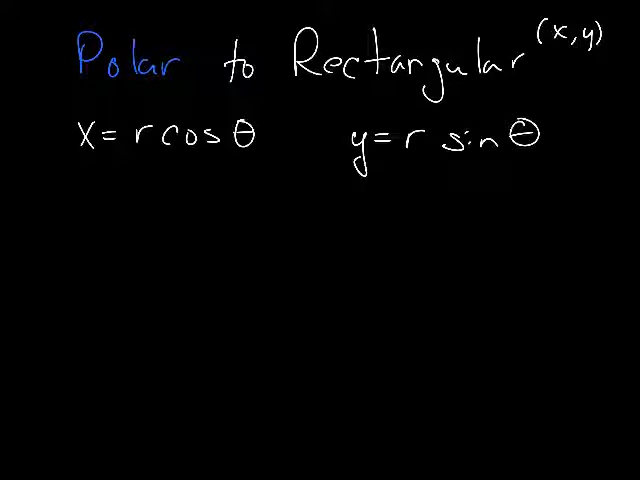 Polar to Rectangular (x,y)
x = r cos θ y = r sin θ